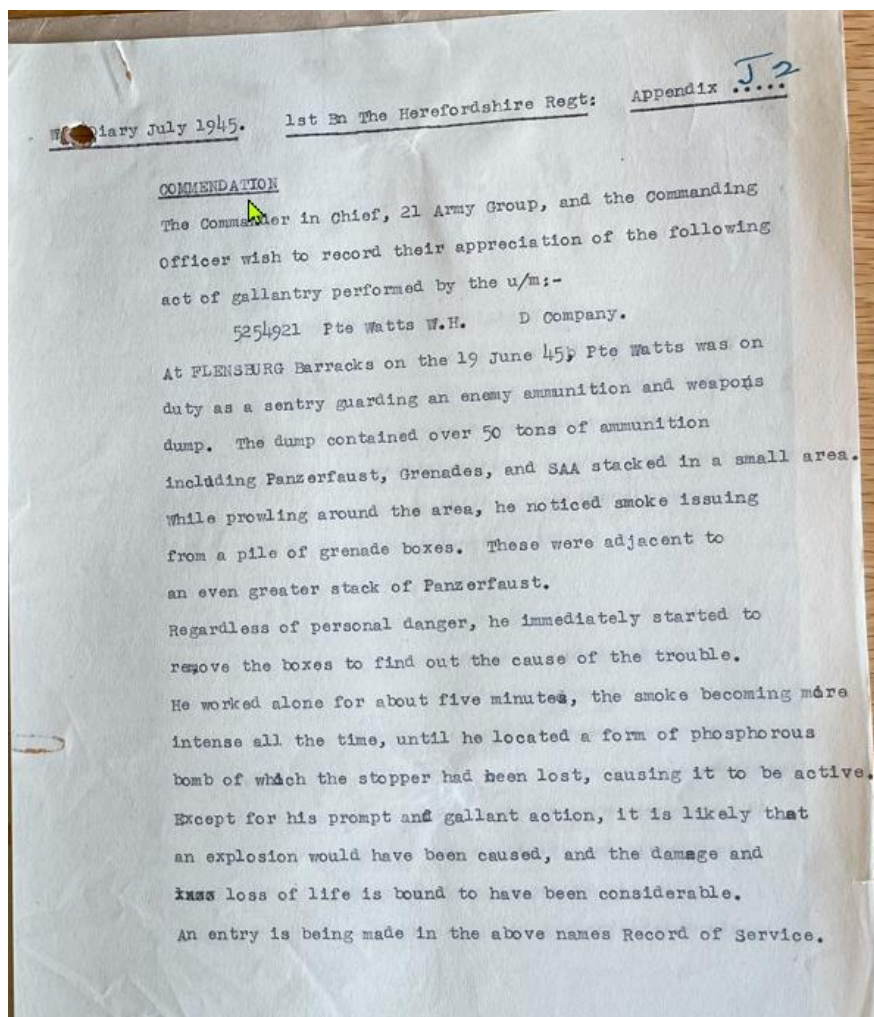 Diary July 1945. 1st Bn The Herefordshire Regt: Appendix J 2
COMMENDATION
The Commander in Chief, 21 Army Group, and the Commanding
Officer wish to record their appreciation of the following
act of gallantry performed by the u/m:-
5254921 Pte Watts W.H. D Company.
At FLENSBURG Barracks on the 19 June 45, Pte Watts was on
duty as a sentry guarding an enemy ammunition and weapons
dump. The dump contained over 50 tons of ammunition
including Panzerfaust, Grenades, and SAA stacked in a small area.
While prowling around the area, he noticed smoke issuing
from a pile of grenade boxes. These were adjacent to
an even greater stack of Panzerfaust.
Regardless of personal danger, he immediately started to
remove the boxes to find out the cause of the trouble.
He worked alone for about five minutes, the smoke becoming more
intense all the time, until he located a form of phosphorous
bomb of which the stopper had been lost, causing it to be active.
Except for his prompt and gallant action, it is likely that
an explosion would have been caused, and the damage and
loss of life is bound to have been considerable.
An entry is being made in the above names Record of Service.